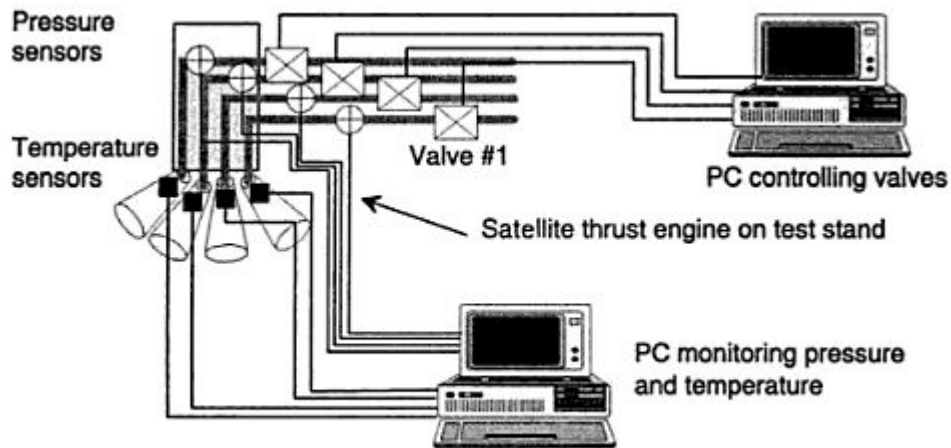 Pressure
sensors
Temperature
sensors
Valve #1
PC controlling valves
Satellite thrust engine on test stand
PC monitoring pressure
and temperature